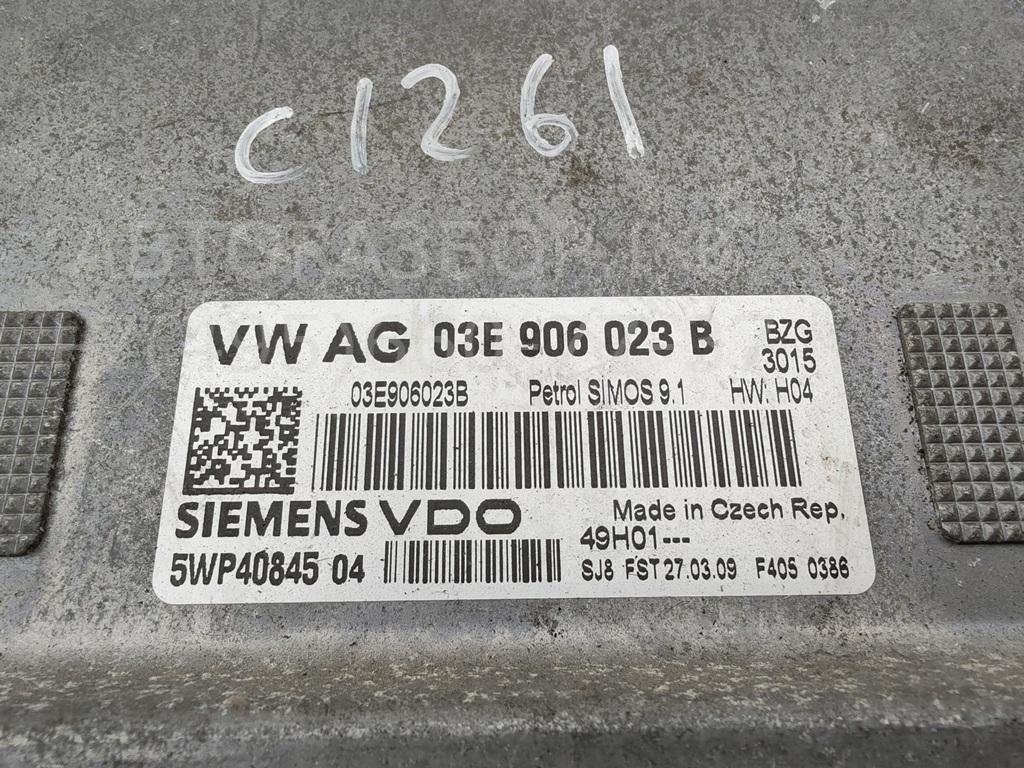 C1261
АВТОРАЗБОРКА
VW AG 03E 906 023 B BZG
3015
03E906023B Petrol SIMOS 9.1 HW: H04
SIEMENS VDO Made in Czech Rep.
49H01---
5WP40845 04 SJ8 FST 27.03.09 F405 0386